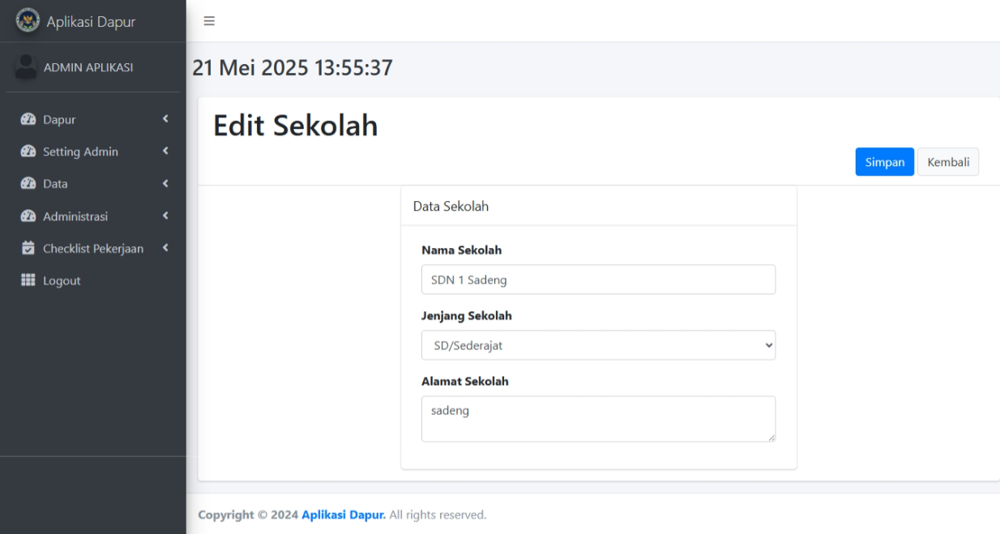 Aplikasi Dapur
ADMIN APLIKASI
Dapur
Setting Admin
Data
Administrasi
Checklist Pekerjaan
Logout
21 Mei 2025 13:55:37
Edit Sekolah
Simpan Kembali
Data Sekolah
Nama Sekolah
SDN 1 Sadeng
Jenjang Sekolah
SD/Sederajat
Alamat Sekolah
sadeng
Copyright © 2024 Aplikasi Dapur. All rights reserved.